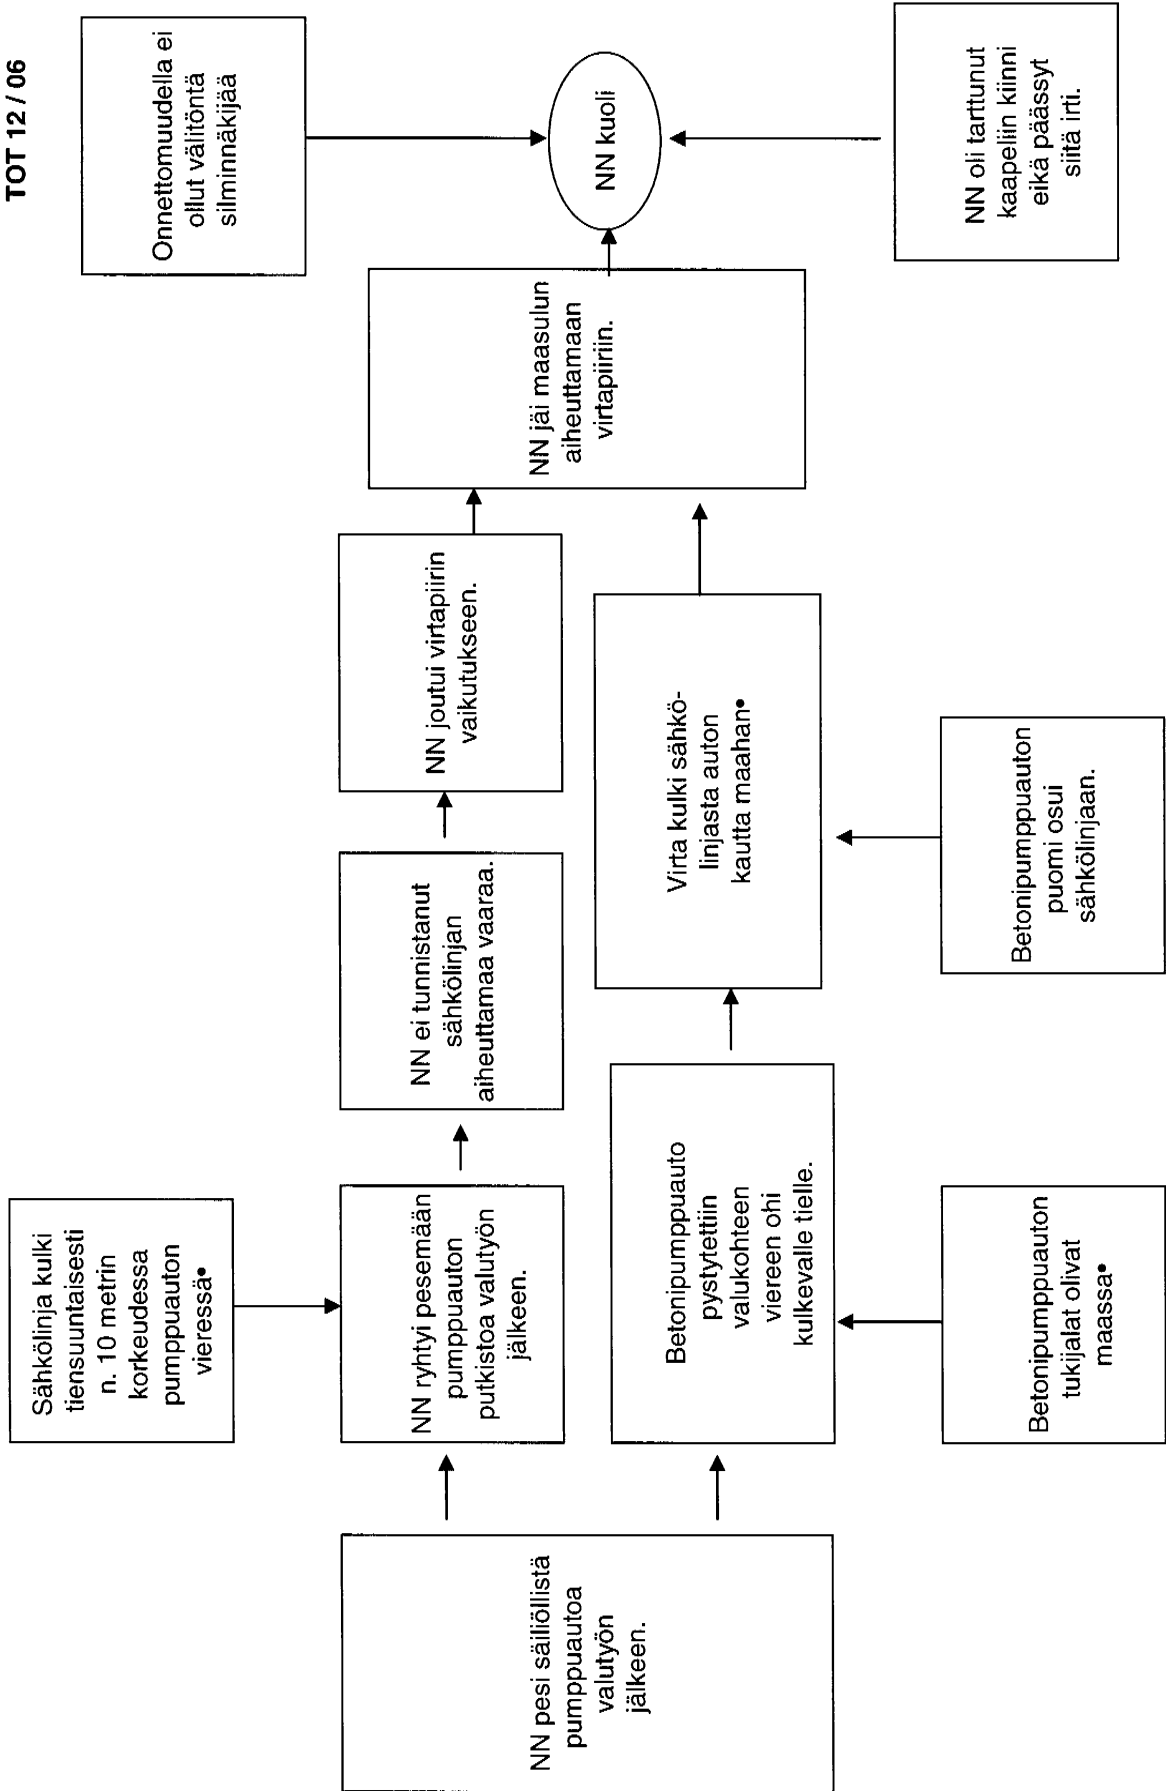 TOT 12 / 06
NN pesi säiliöllistä
pumppuautoa
valutyön
jälkeen.
Sähkölinja kulki
tiensuuntaisesti
n. 10 metrin
korkeudessa
pumppuauton
vieressä•
NN ryhtyi pesemään
pumppuauton
putkistoa valutyön
jälkeen.
NN ei tunnistanut
sähkölinjan
aiheuttamaa vaaraa.
NN joutui virtapiirin
vaikutukseen.
Betonipumppuauto
pystytettiin
valukohteen
viereen ohi
kulkevalle tielle.
Betonipumppuauton
tukijalat olivat
maassa•
Virta kulki sähkö-
linjasta auton
kautta maahan•
Betonipumppuauton
puomi osui
sähkölinjaan.
NN jäi maasulun
aiheuttamaan
virtapiiriin.
Onnettomuudella ei
ollut välitöntä
silminnäkijää
NN kuoli
NN oli tarttunut
kaapeliin kiinni
eikä päässyt
siitä irti.